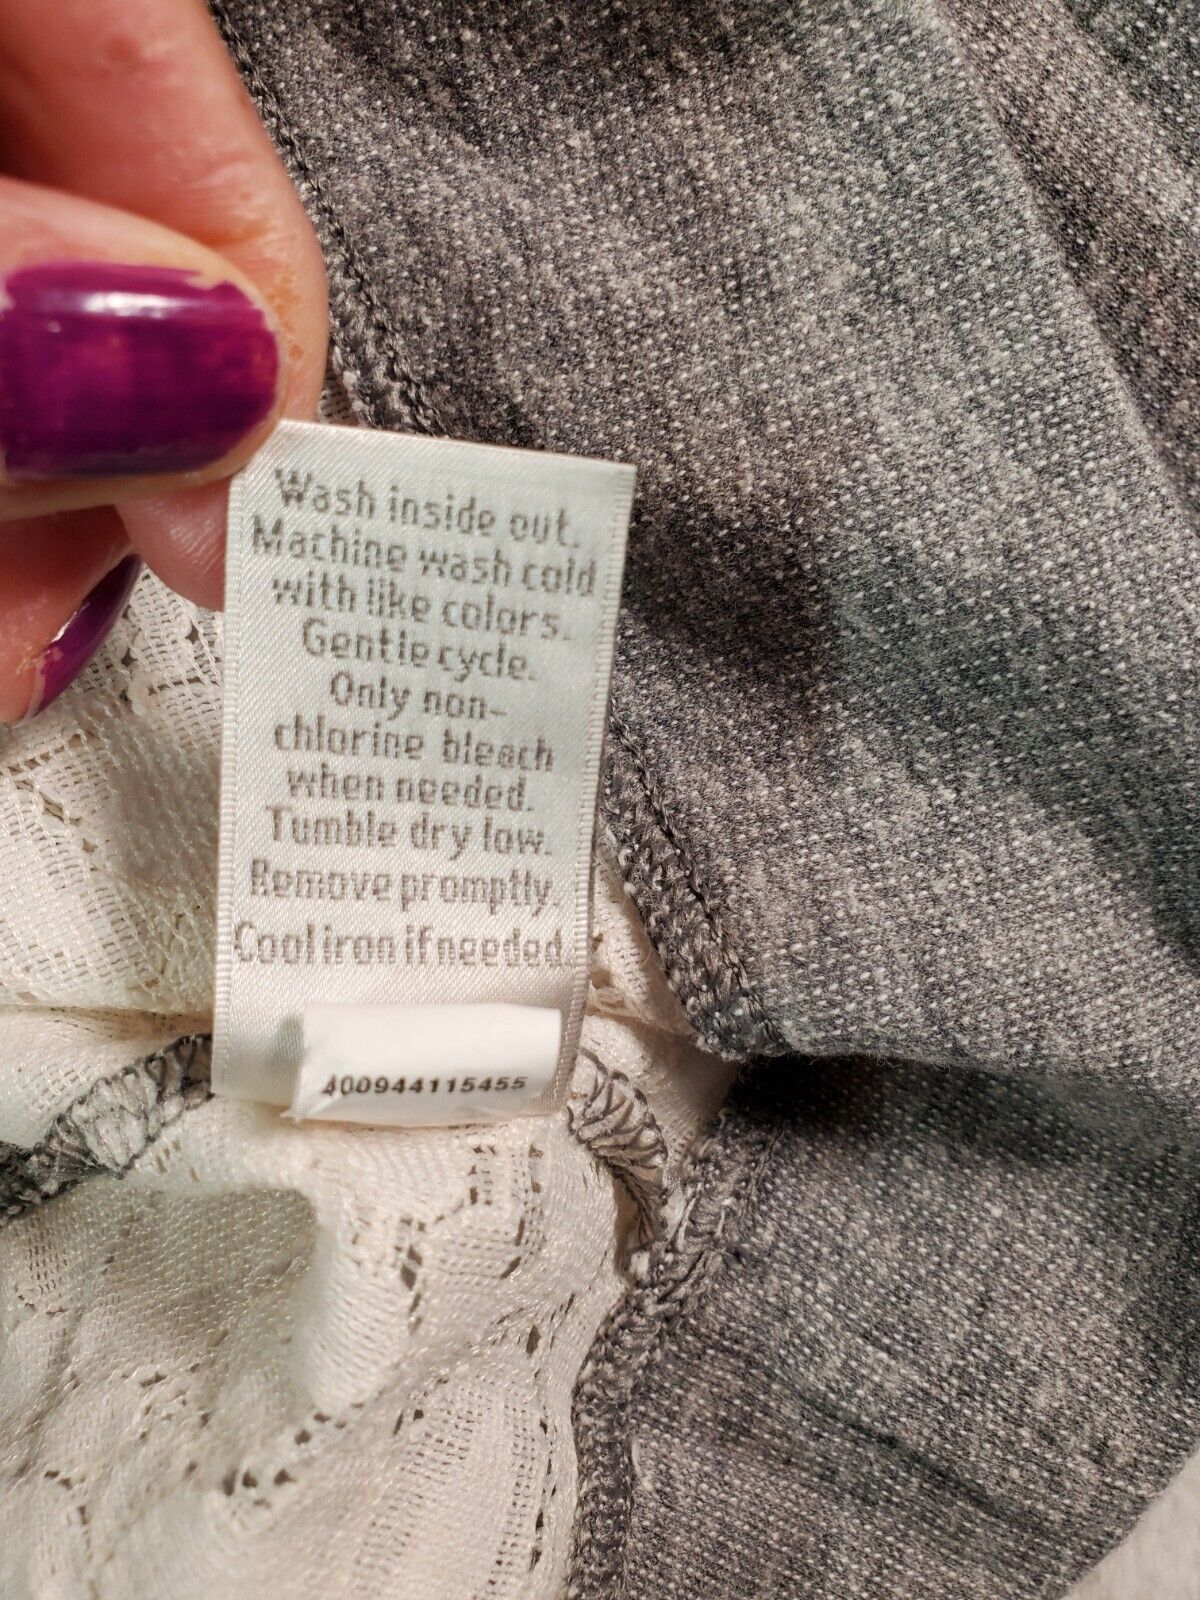 Wash inside out.
Machine wash cold
with like colors.
Gentle cycle.
Only non-
chlorine bleach
when needed.
Tumble dry low.
Remove promptly.
Cool iron if needed.
400944115455